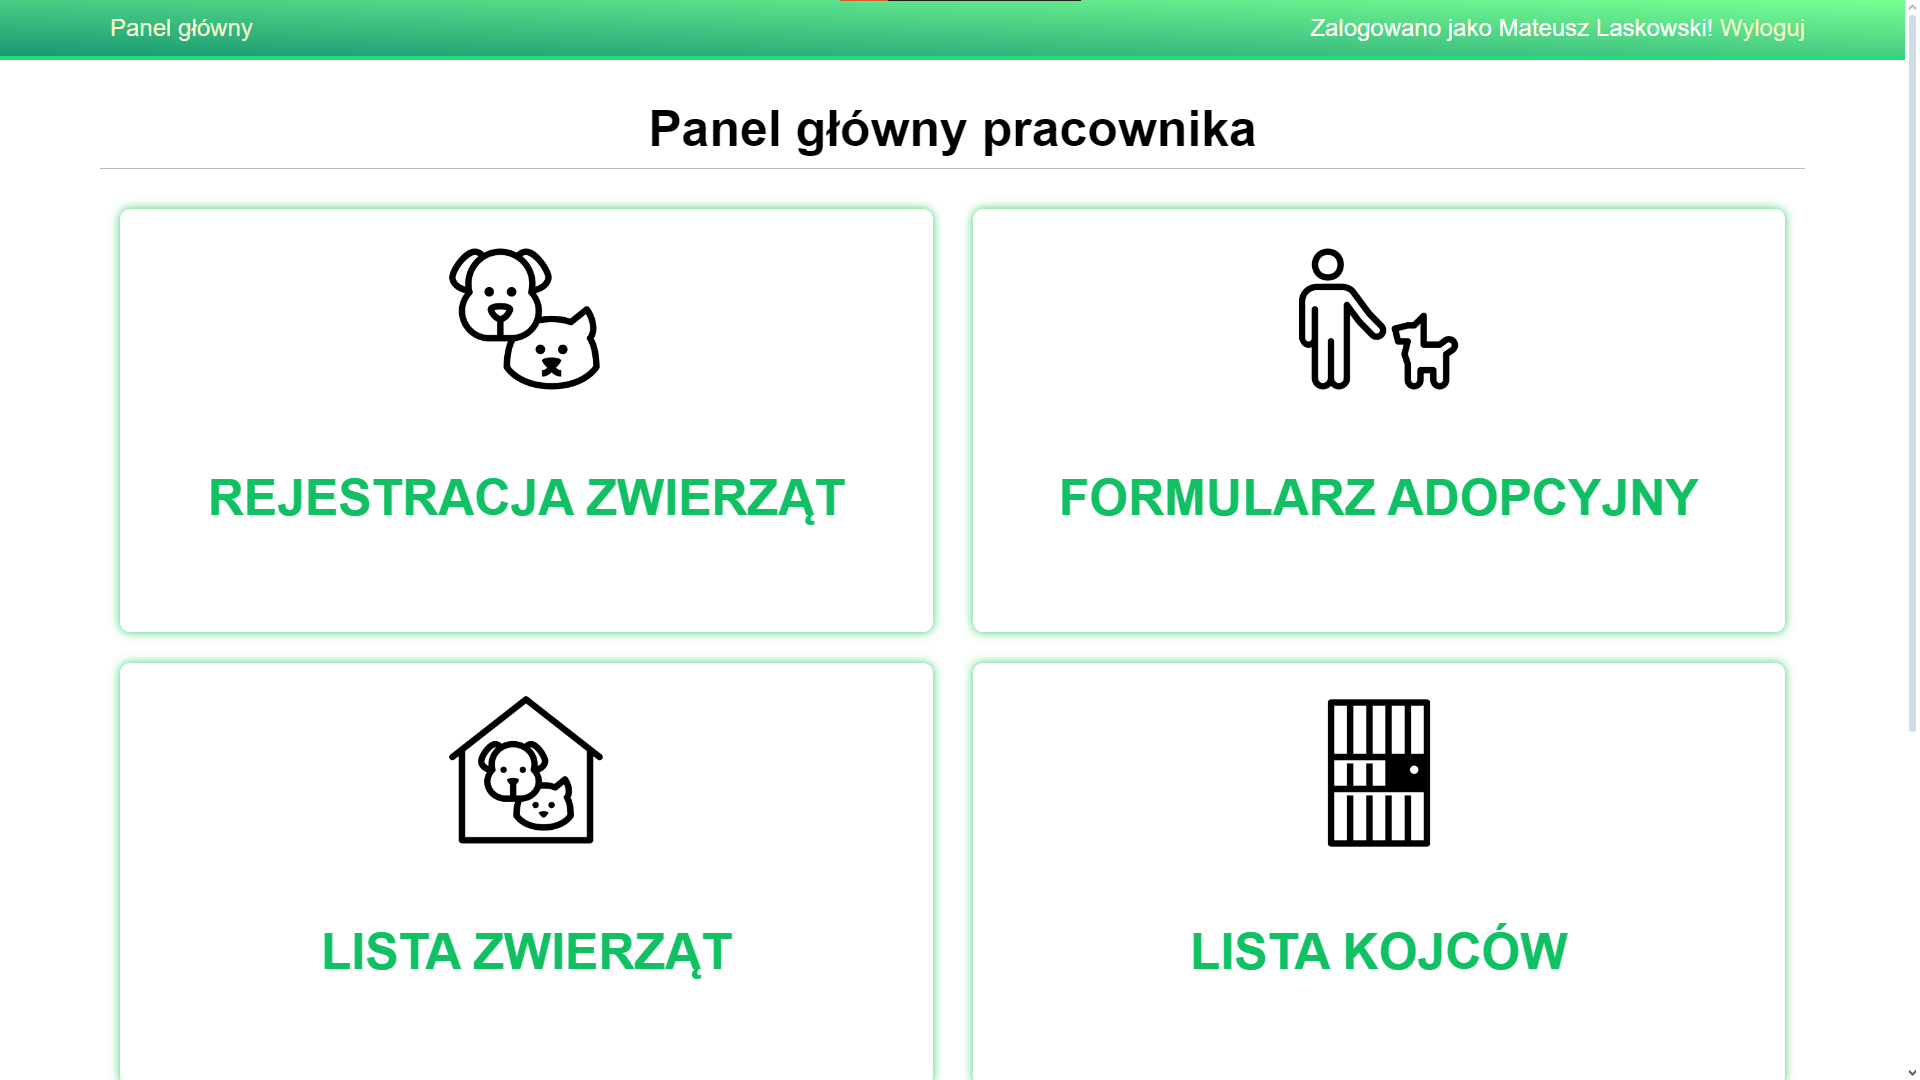 Panel główny
Zalogowano jako Mateusz Laskowski! Wyloguj
Panel główny pracownika
REJESTRACJA ZWIERZĄT
FORMULARZ ADOPCYJNY
LISTA ZWIERZĄT
LISTA KOJCÓW